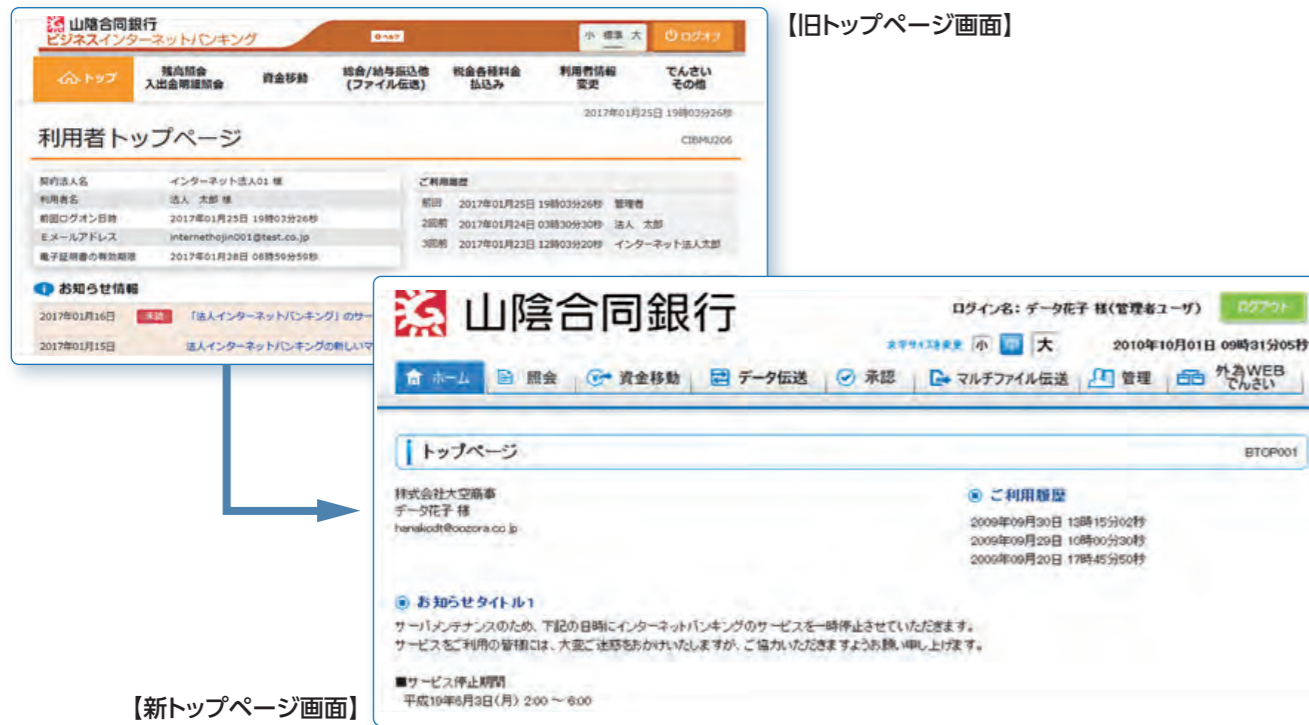 山陰合同銀行
ビジネスインターネットバンキング
ヘルプ
小 標準 大
ログオフ
【旧トップページ画面】
トップ
残高照会
入出金明細照会
資金移動
総合/給与振込他
(ファイル伝送)
税金各種料金
払込み
利用者情報
変更
でんさい
その他
2017年01月25日 19時03分26秒
利用者トップページ
CIBMU206
契約法人名 インターネット法人01 様
利用者名 法人 太郎 様
前回ログオン日時 2017年01月25日 19時03分26秒
Eメールアドレス internethojin001@test.co.jp
電子証明書の有効期限 2017年01月28日 08時59分59秒
ご利用履歴
前回 2017年01月25日 19時03分26秒 管理者
2回前 2017年01月24日 03時30分30秒 法人 太郎
3回前 2017年01月23日 12時03分20秒 インターネット法人太郎
お知らせ情報
2017年01月16日 未読 「法人インターネットバンキング」のサー
2017年01月15日 法人インターネットバンキングの新しいマ
山陰合同銀行
ログイン名: データ花子 様(管理者ユーザ)
ログアウト
文字サイズを変更 小 中 大
2010年10月01日 09時31分05秒
ホーム
照会
資金移動
データ伝送
承認
マルチファイル伝送
管理
外為WEB
でんさい
トップページ
BTOP001
株式会社大空商事
データ花子 様
hanakodt@oozora.co.jp
ご利用履歴
2009年09月30日 13時15分02秒
2009年09月29日 10時00分30秒
2009年09月20日 17時45分50秒
お知らせタイトル1
サーバメンテナンスのため、下記の日時にインターネットバンキングのサービスを一時停止させていただきます。
サービスをご利用の皆様には、大変ご迷惑をおかけいたしますが、ご協力いただきますようお願い申し上げます。
■サービス停止期間
平成19年6月3日(月) 2:00 ~ 6:00
【新トップページ画面】